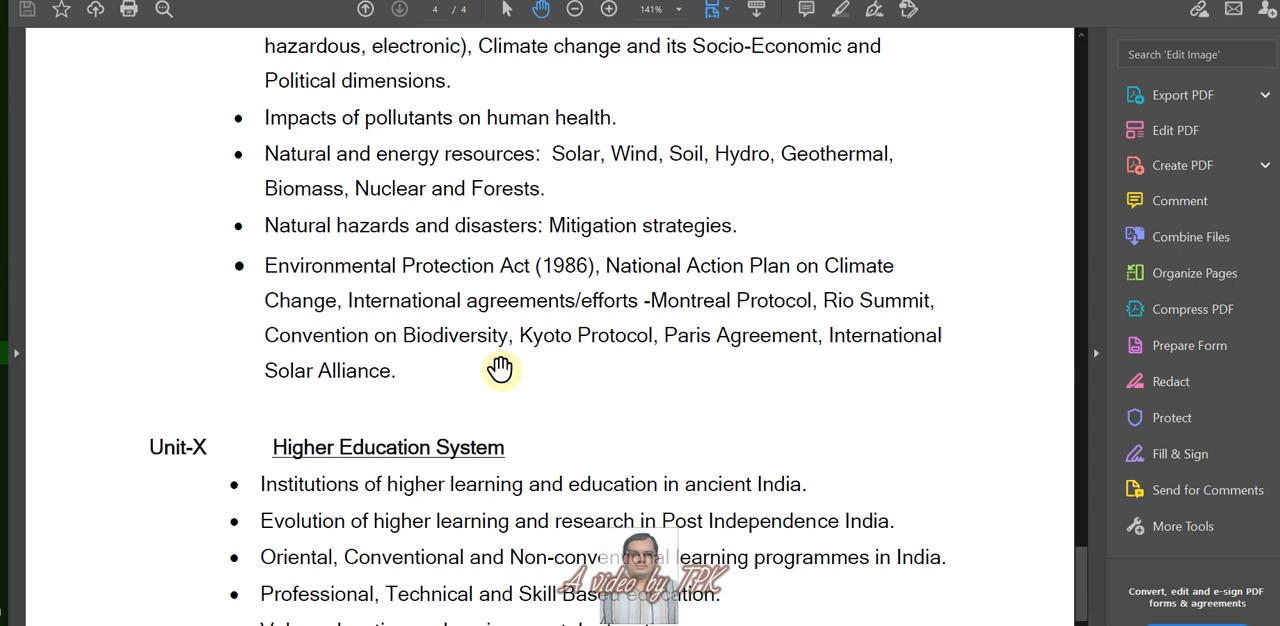 4 / 4
141%
hazardous, electronic), Climate change and its Socio-Economic and
Political dimensions.
• Impacts of pollutants on human health.
• Natural and energy resources: Solar, Wind, Soil, Hydro, Geothermal,
Biomass, Nuclear and Forests.
• Natural hazards and disasters: Mitigation strategies.
• Environmental Protection Act (1986), National Action Plan on Climate
Change, International agreements/efforts -Montreal Protocol, Rio Summit,
Convention on Biodiversity, Kyoto Protocol, Paris Agreement, International
Solar Alliance.
Unit-X Higher Education System
• Institutions of higher learning and education in ancient India.
• Evolution of higher learning and research in Post Independence India.
• Oriental, Conventional and Non-conventional learning programmes in India.
• Professional, Technical and Skill Based education.
A video by TPK
Search 'Edit Image'
Export PDF
Edit PDF
Create PDF
Comment
Combine Files
Organize Pages
Compress PDF
Prepare Form
Redact
Protect
Fill & Sign
Send for Comments
More Tools
Convert, edit and e-sign PDF
forms & agreements